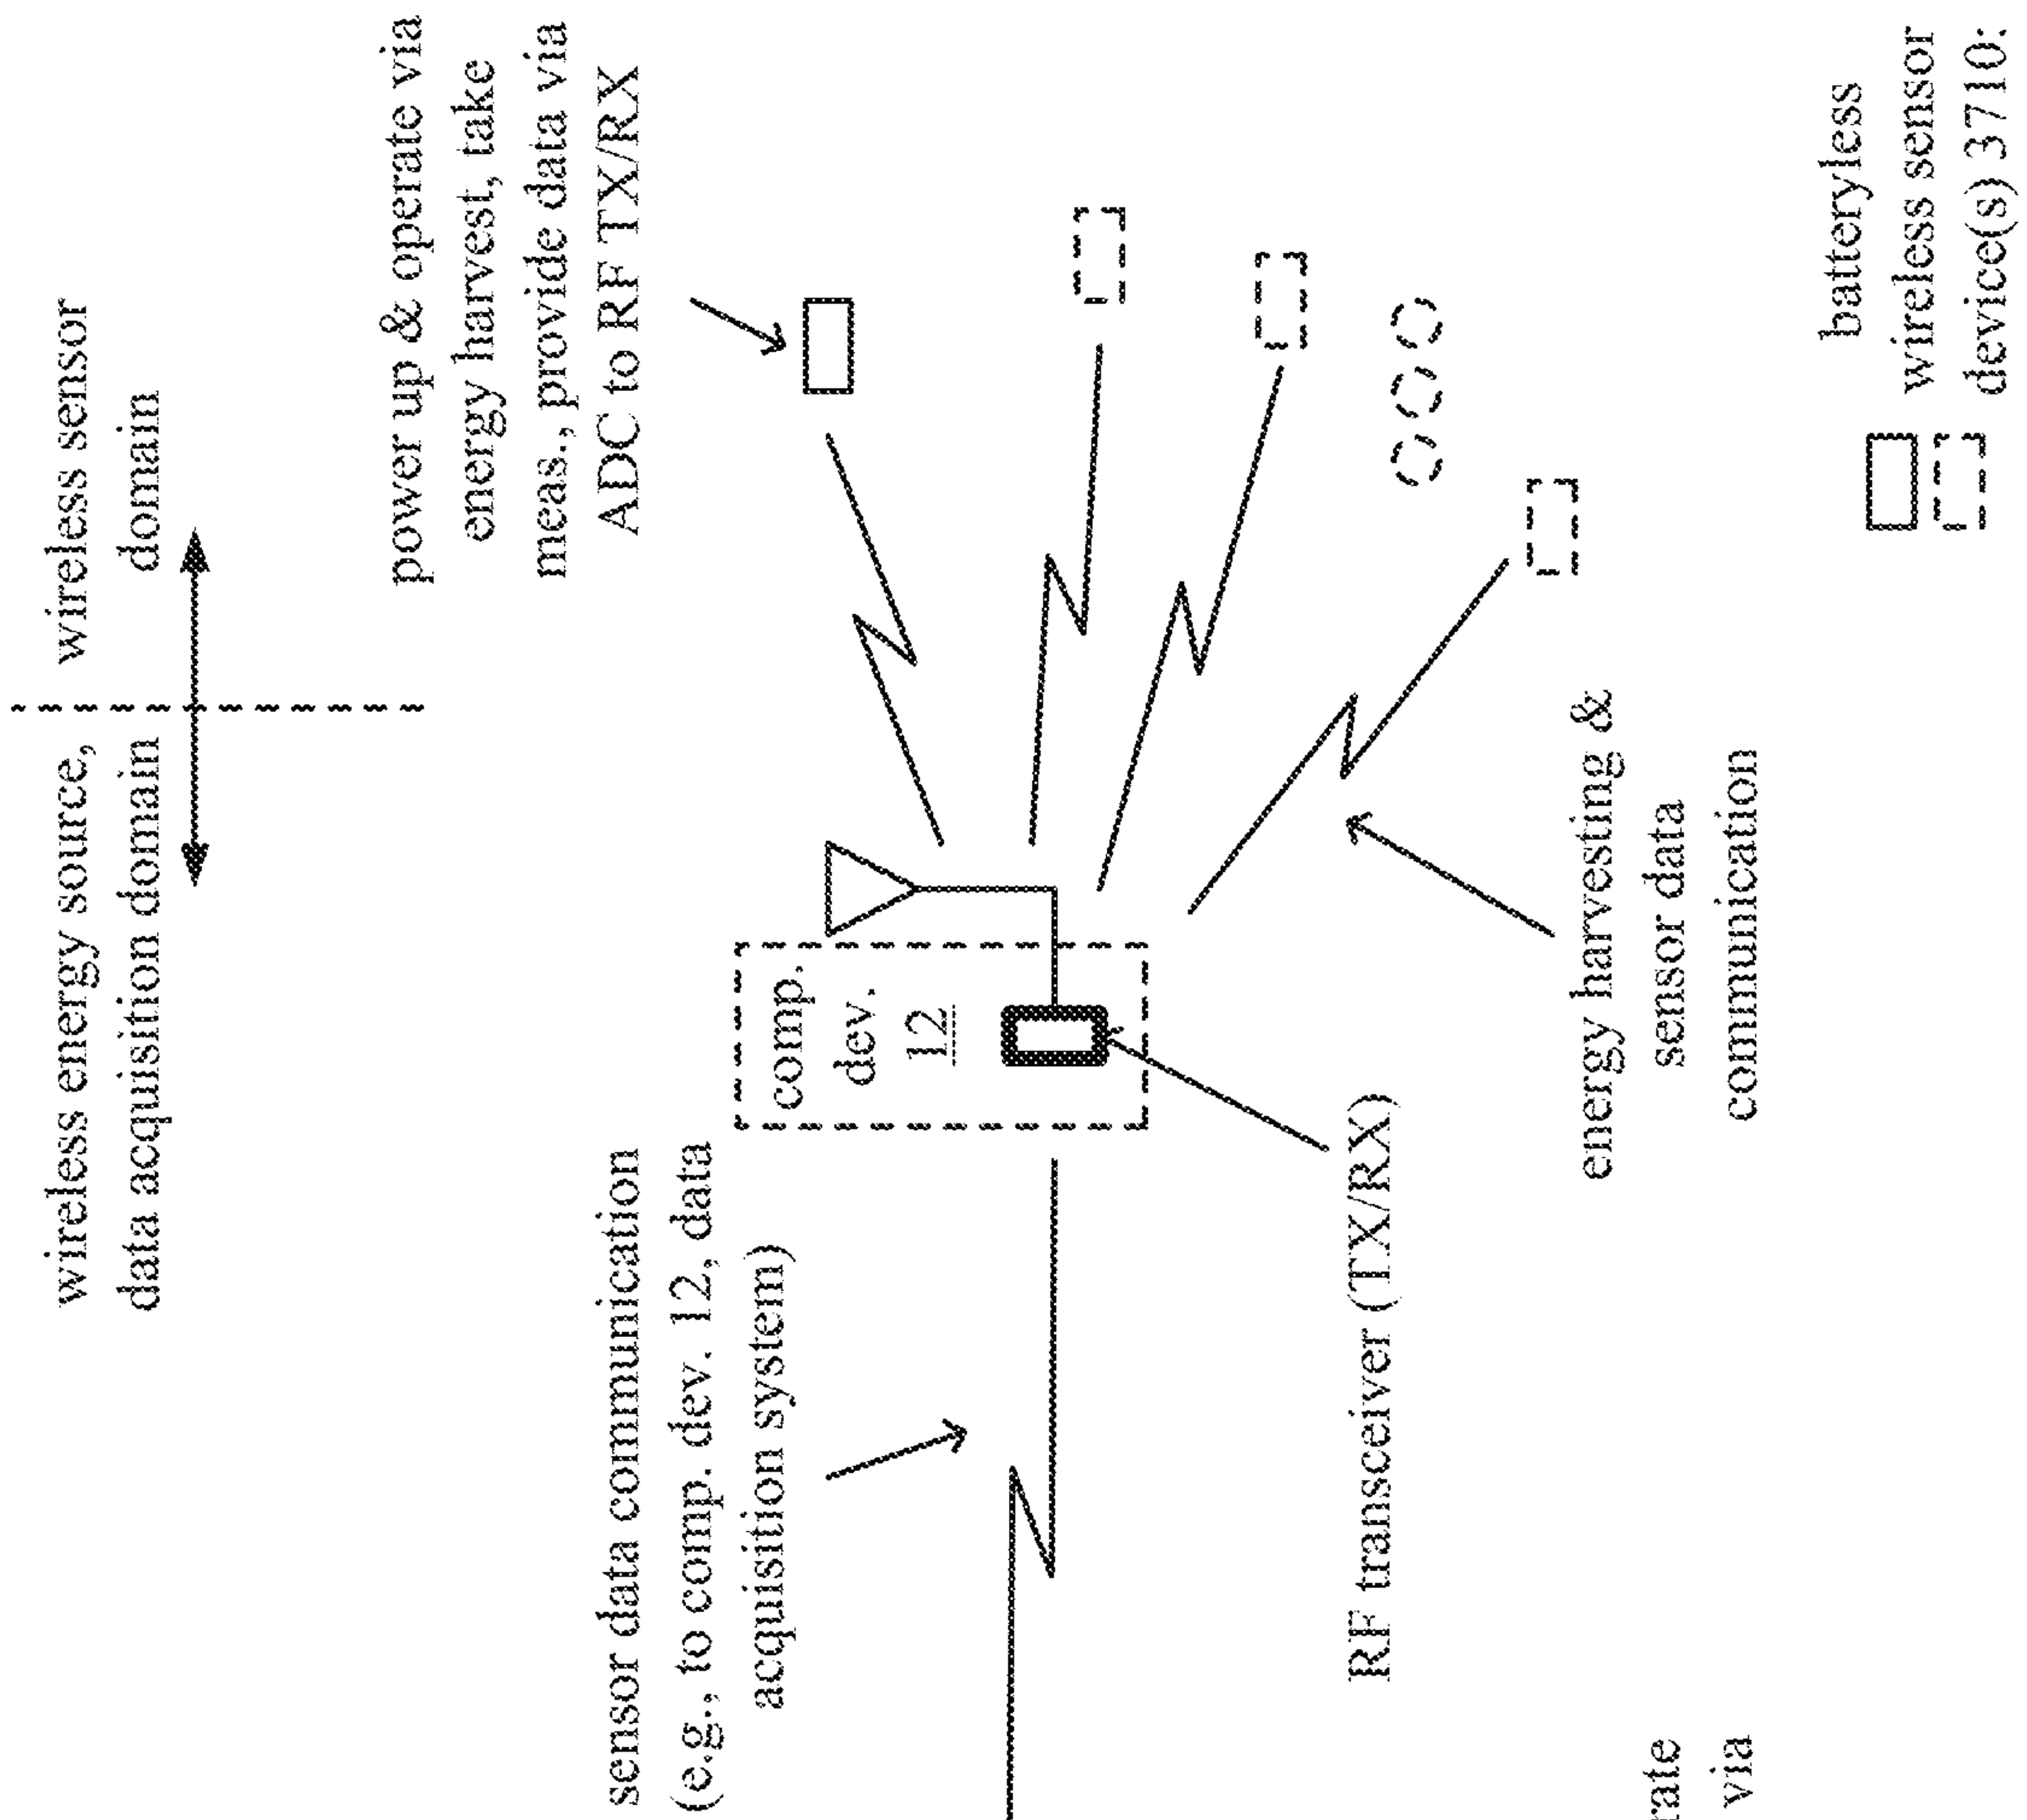 wireless energy source,
data acquisition domain
wireless sensor
domain
power up & operate via
energy harvest, take
meas., provide data via
ADC to RF TX/RX
sensor data communication
(e.g., to comp. dev. 12, data
acquisition system)
comp.
dev.
12
RF transceiver (TX/RX)
energy harvesting &
sensor data
communication
batteryless
wireless sensor
device(s) 3710:
rate
via